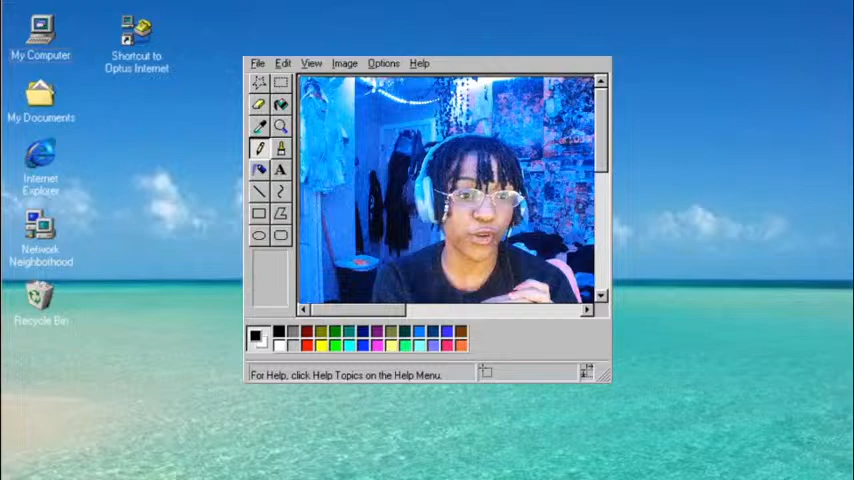 My Computer
Shortcut to
Optus Internet
My Documents
Internet
Explorer
Network
Neighborhood
Recycle Bin
File Edit View Image Options Help
A
For Help, click Help Topics on the Help Menu.